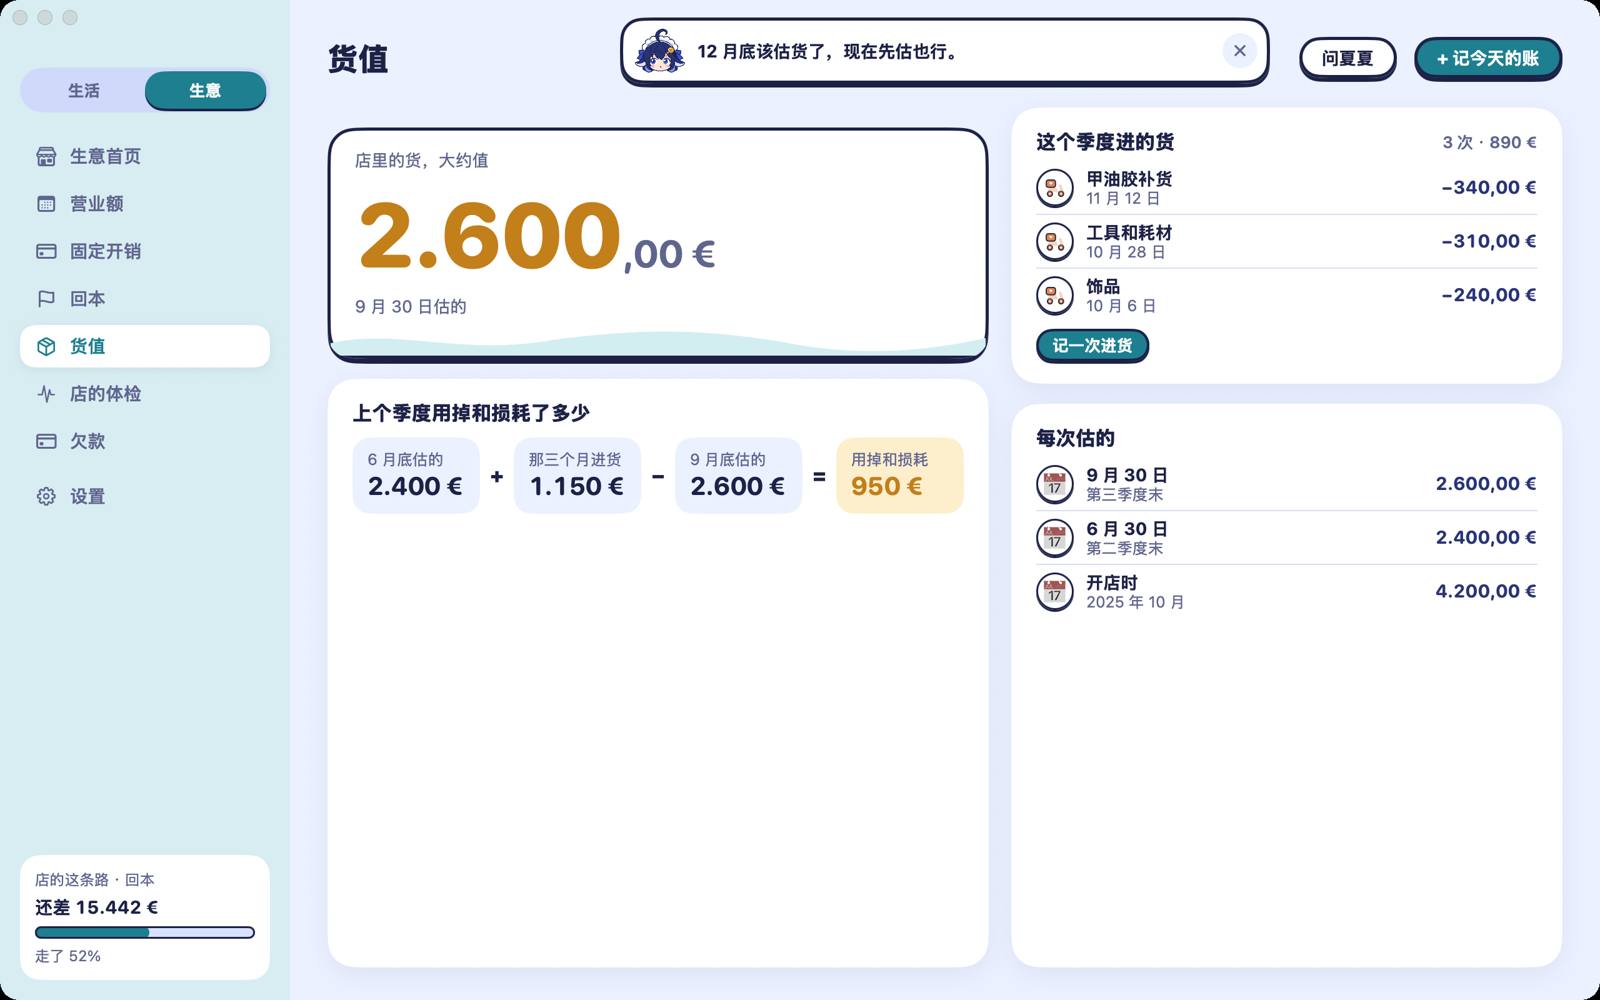 生活
生意
生意首页
营业额
固定开销
回本
货值
店的体检
欠款
设置
店的这条路 · 回本
还差 15.442 €
走了 52%
货值
12 月底该估货了，现在先估也行。
问夏夏
+ 记今天的账
店里的货，大约值
2.600,00 €
9 月 30 日估的
上个季度用掉和损耗了多少
6 月底估的
2.400 €
+
那三个月进货
1.150 €
−
9 月底估的
2.600 €
=
用掉和损耗
950 €
这个季度进的货
3 次 · 890 €
甲油胶补货
11 月 12 日
−340,00 €
工具和耗材
10 月 28 日
−310,00 €
饰品
10 月 6 日
−240,00 €
记一次进货
每次估的
17
9 月 30 日
第三季度末
2.600,00 €
17
6 月 30 日
第二季度末
2.400,00 €
17
开店时
2025 年 10 月
4.200,00 €